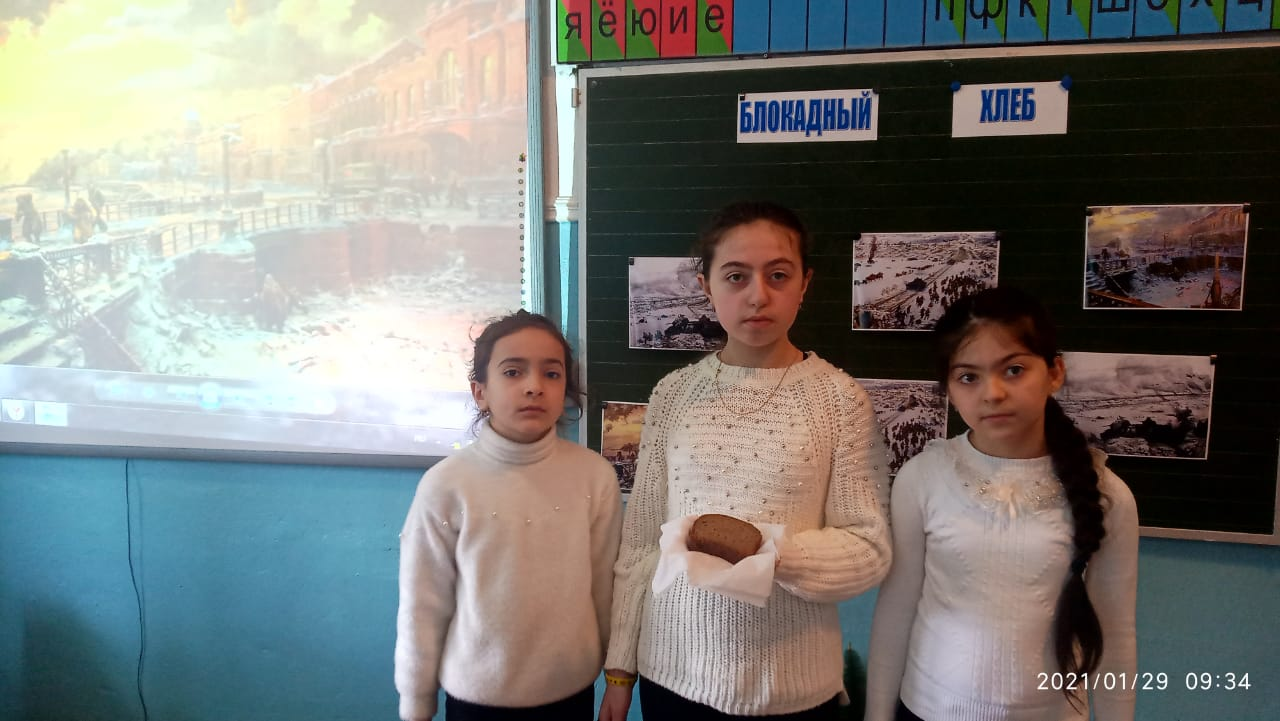 я ё ю и е
п ф к т ш с х ц
БЛОКАДНЫЙ ХЛЕБ
2021/01/29 09:34